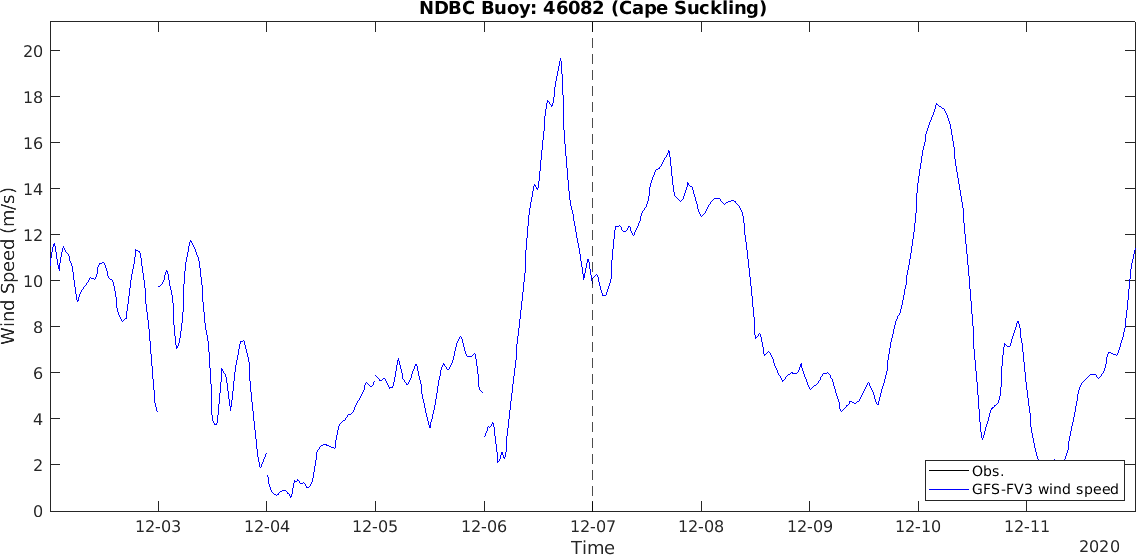 NDBC Buoy: 46082 (Cape Suckling)
20
18
16
14
12
10
8
6
4
2
0
Wind Speed (m/s)
12-03 12-04 12-05 12-06 12-07 12-08 12-09 12-10 12-11
Time
2020
Obs.
GFS-FV3 wind speed